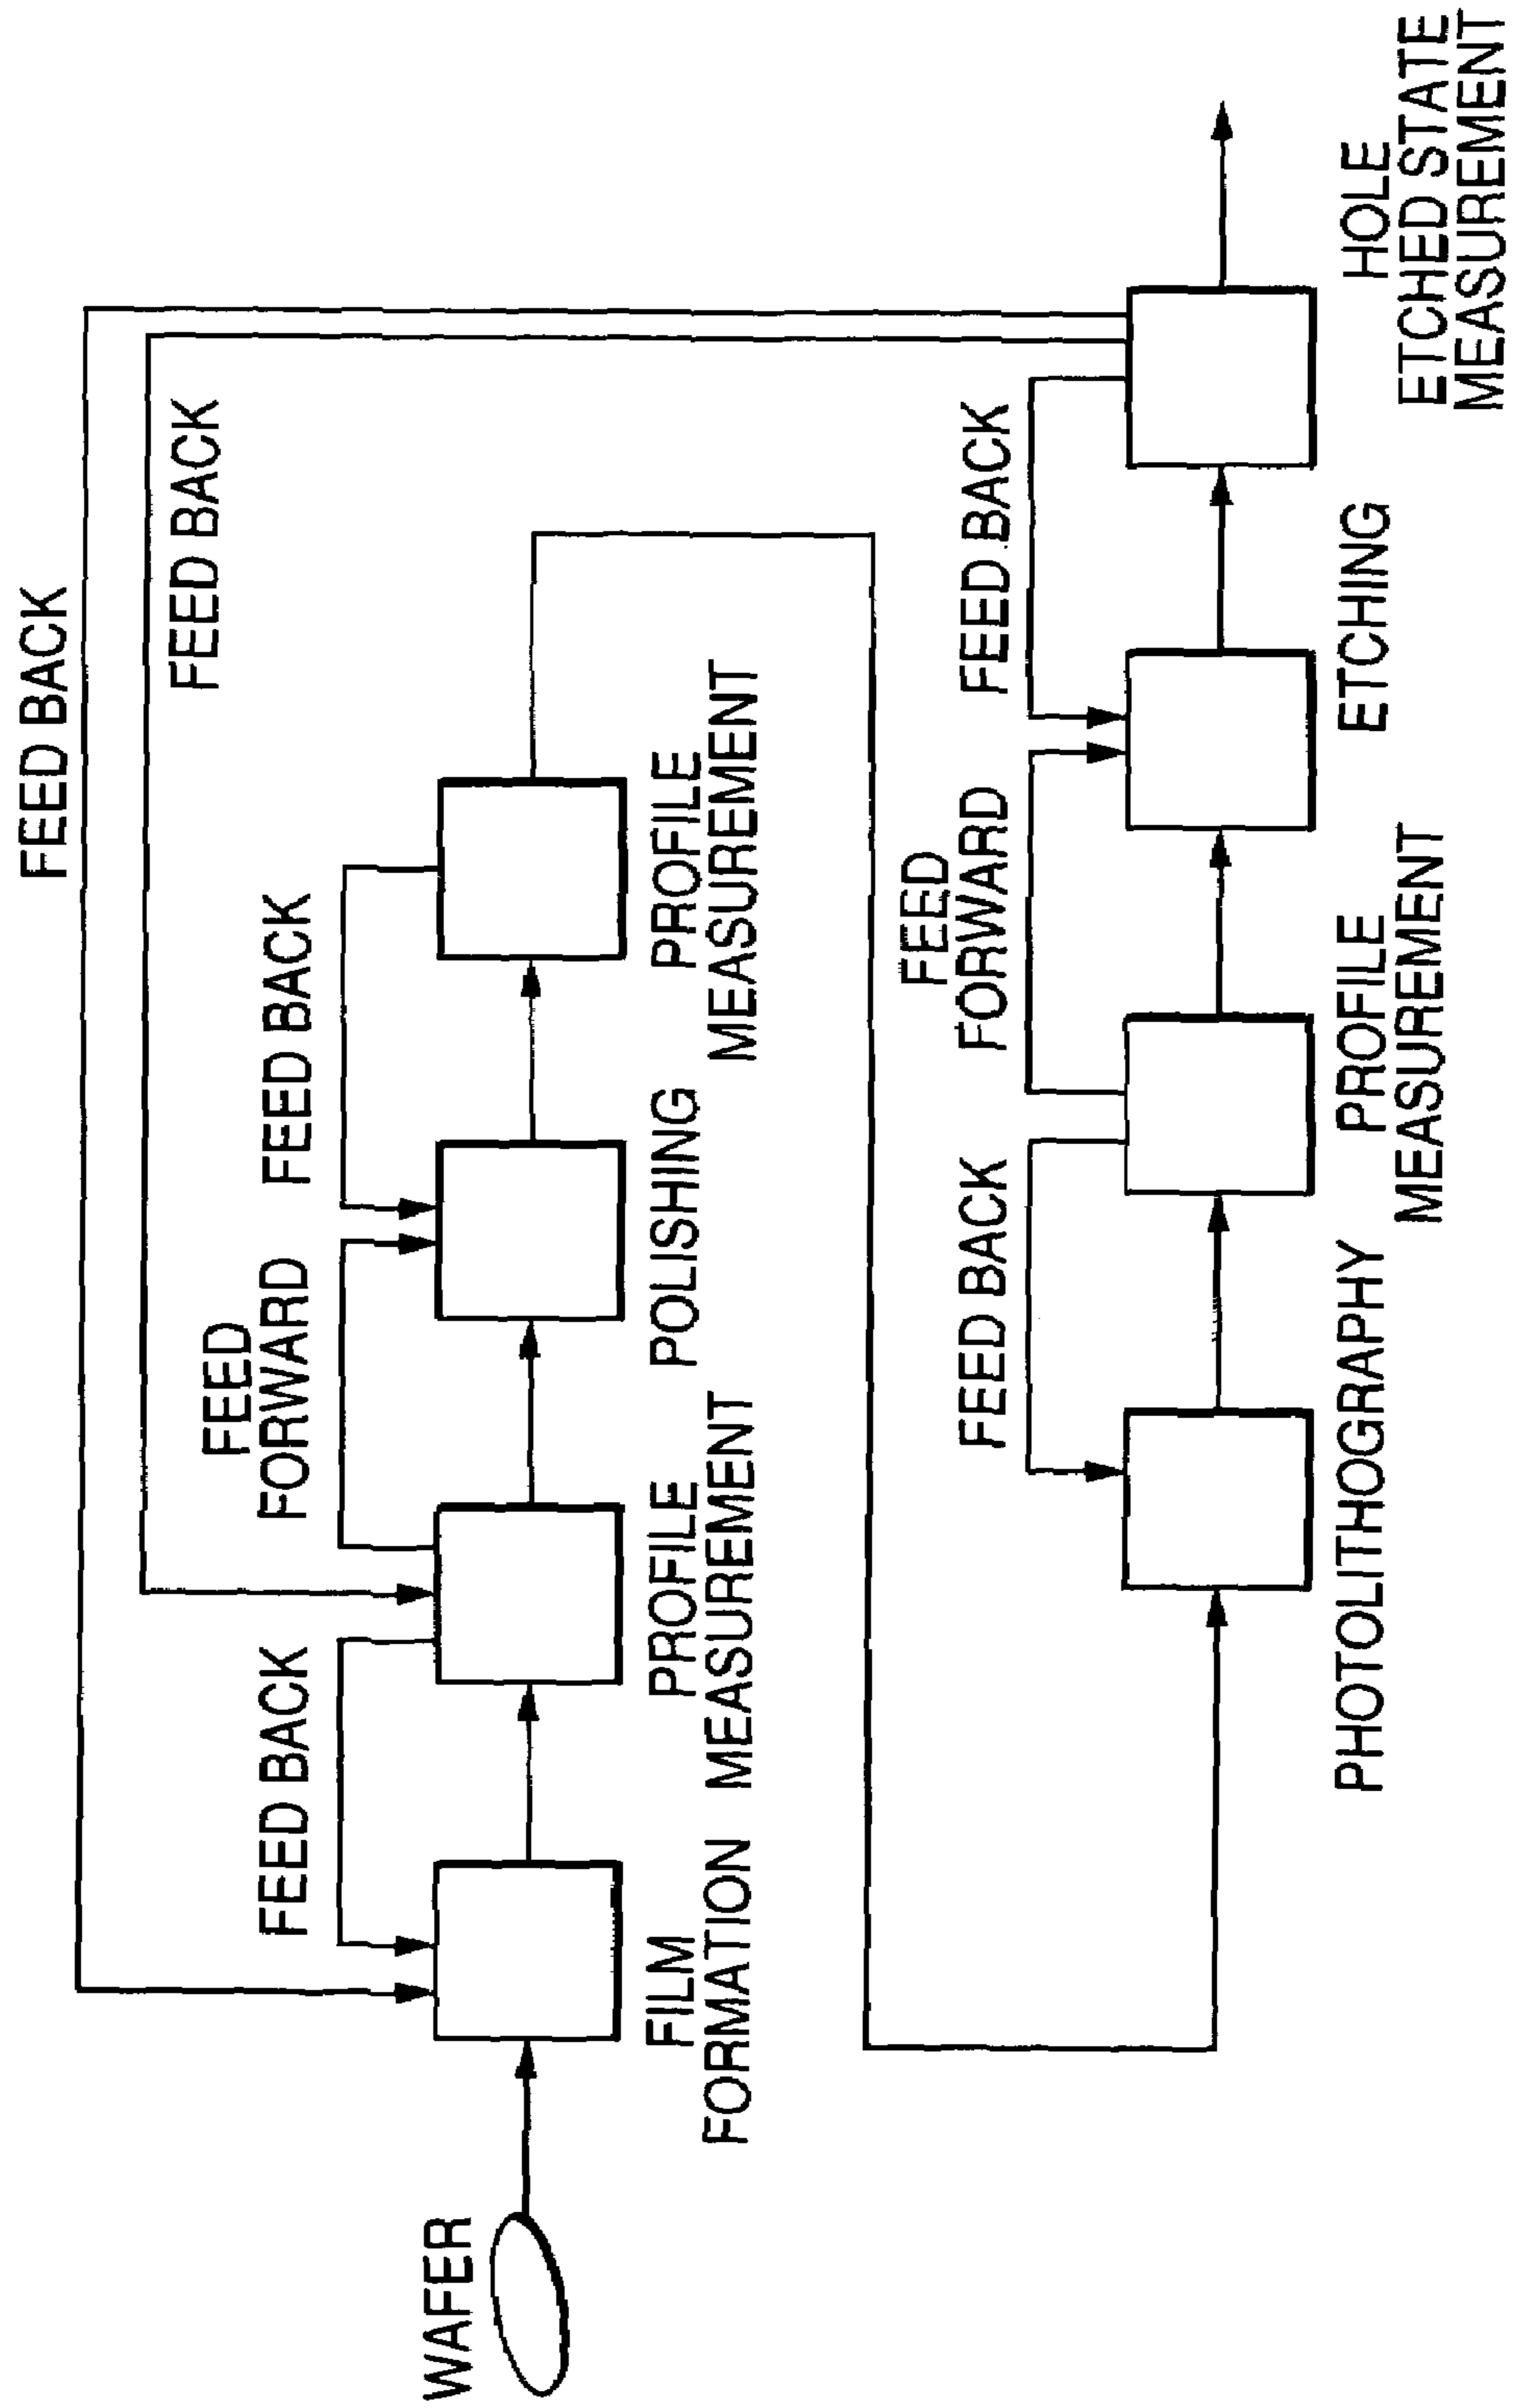 FEED BACK
FEED BACK
FEED BACK
FEED
FORWARD
FEED BACK
WAFER
FILM
FORMATION
PROFILE
MEASUREMENT
POLISHING
PROFILE
MEASUREMENT
FEED BACK
FEED
FORWARD
FEED BACK
PHOTOLITHOGRAPHY
PROFILE
MEASUREMENT
ETCHING
HOLE
ETCHED STATE
MEASUREMENT